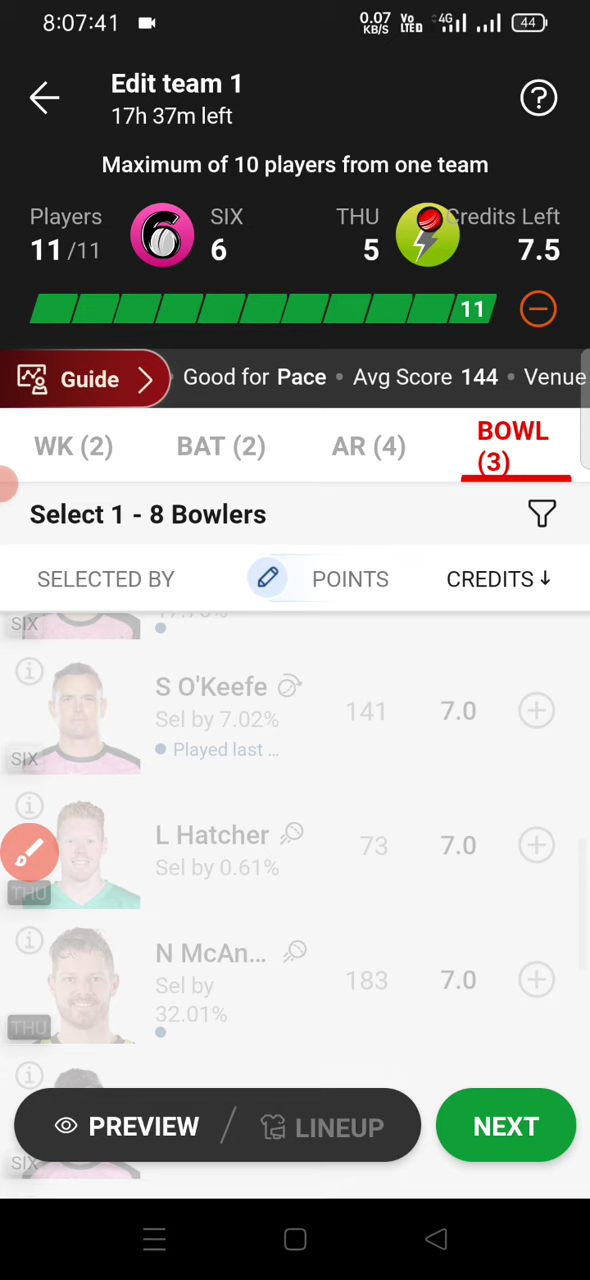 8:07:41
0.07 KB/S VoLTED 4G 44
Edit team 1
17h 37m left
Maximum of 10 players from one team
Players SIX THU Credits Left
11/11 6 5 7.5
11
Guide Good for Pace • Avg Score 144 • Venue
WK (2) BAT (2) AR (4) BOWL (3)
Select 1 - 8 Bowlers
SELECTED BY POINTS CREDITS↓
SIX
S O'Keefe 141 7.0
Sel by 7.02%
Played last ...
SIX
L Hatcher 73 7.0
Sel by 0.61%
THU
N McAn... 183 7.0
Sel by
32.01%
THU
PREVIEW / LINEUP NEXT
SIX